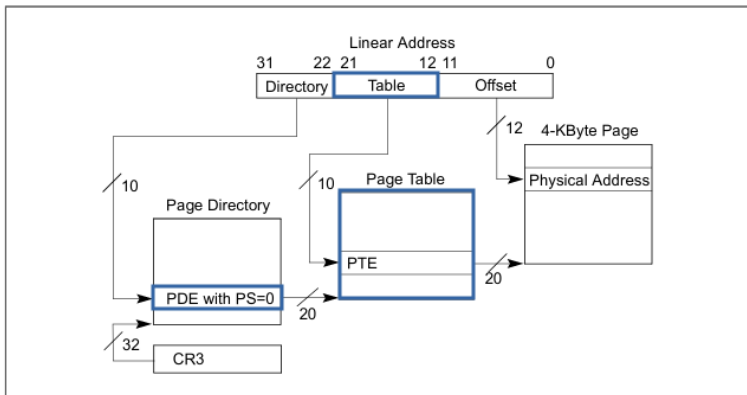 Linear Address
31 22 21 12 11 0
Directory Table Offset
12 4-KByte Page
10 10 Page Table Physical Address
Page Directory
PTE
20
PDE with PS=0
20
32
CR3